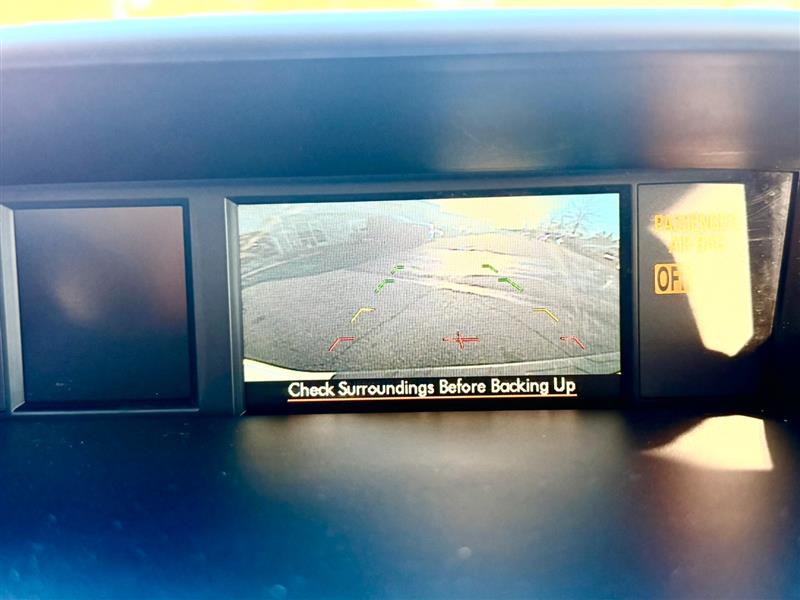 Check Surroundings Before Backing Up
PASSENGER
AIR BAG
OFF